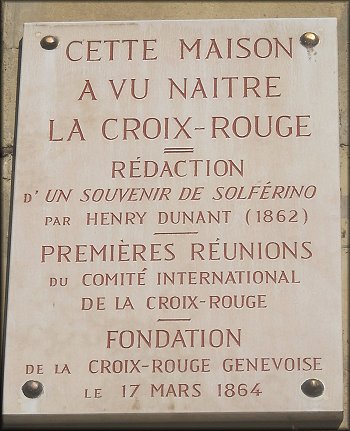 CETTE MAISON
A VU NAITRE
LA CROIX-ROUGE
RÉDACTION
D'UN SOUVENIR DE SOLFÉRINO
PAR HENRY DUNANT (1862)
PREMIÈRES RÉUNIONS
DU COMITÉ INTERNATIONAL
DE LA CROIX-ROUGE
FONDATION
DE LA CROIX-ROUGE GENEVOISE
LE 17 MARS 1864